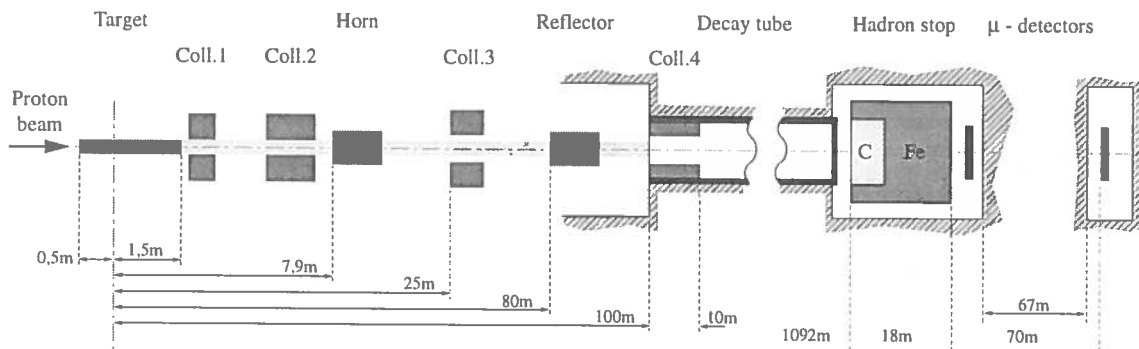 Target
Horn
Reflector
Decay tube
Hadron stop
μ - detectors
Coll.1
Coll.2
Coll.3
Coll.4
Proton
beam
C
Fe
0,5m
1,5m
7,9m
25m
80m
100m
10m
1092m
18m
67m
70m